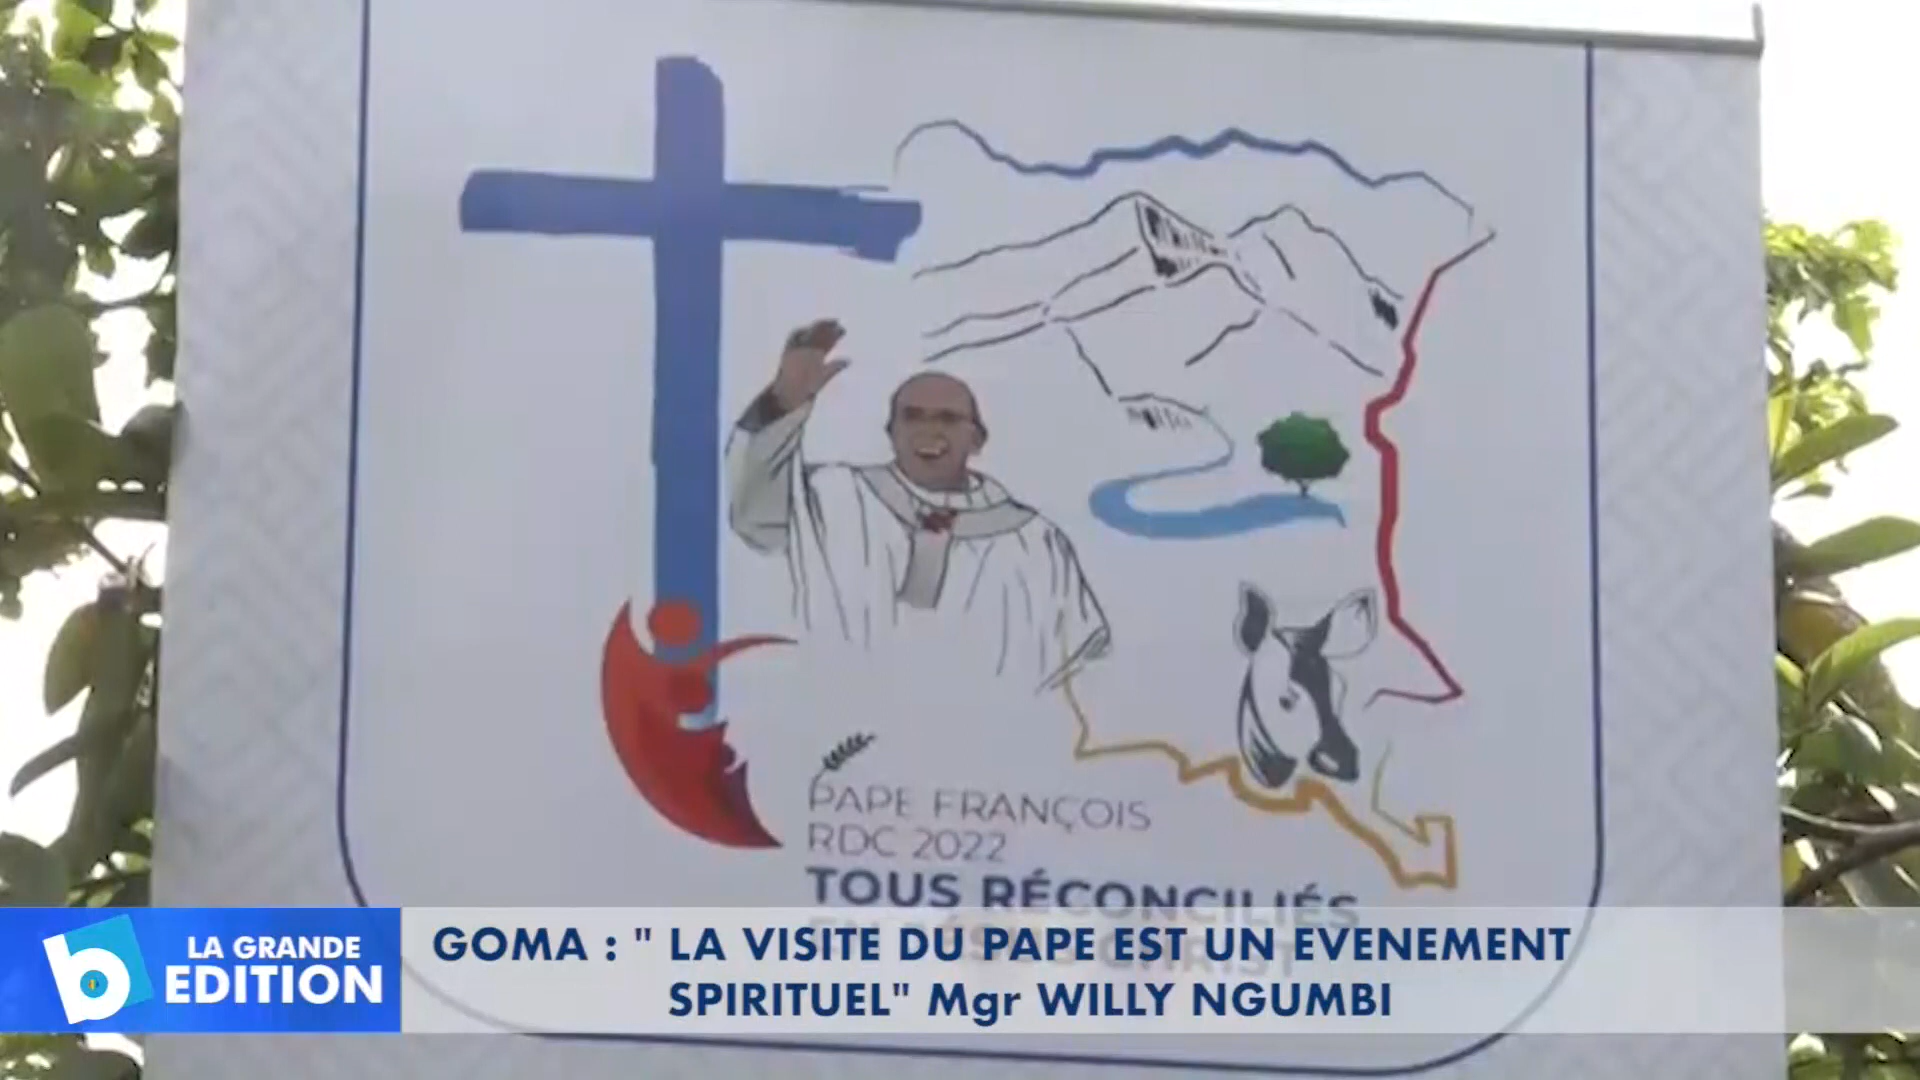 PAPE FRANÇOIS
RDC 2022
TOUS RÉCONCILIÉS
b
LA GRANDE
EDITION
GOMA : " LA VISITE DU PAPE EST UN EVENEMENT
SPIRITUEL" Mgr WILLY NGUMBI